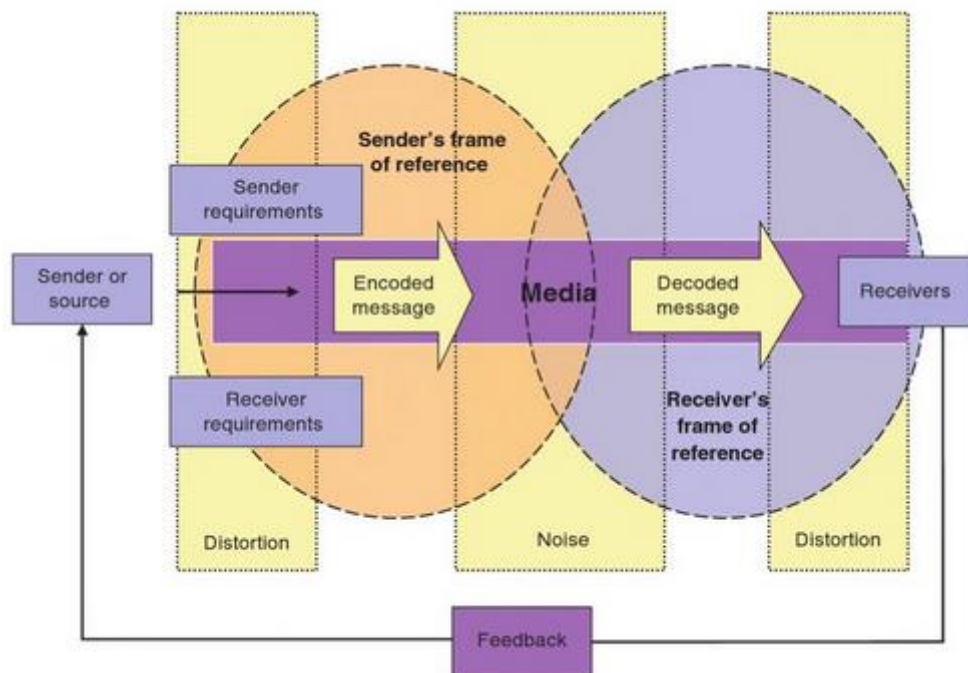 Sender's frame
of reference
Sender
requirements
Sender or
source
Encoded
message
Media
Decoded
message
Receivers
Receiver
requirements
Receiver's
frame of
reference
Distortion
Noise
Distortion
Feedback